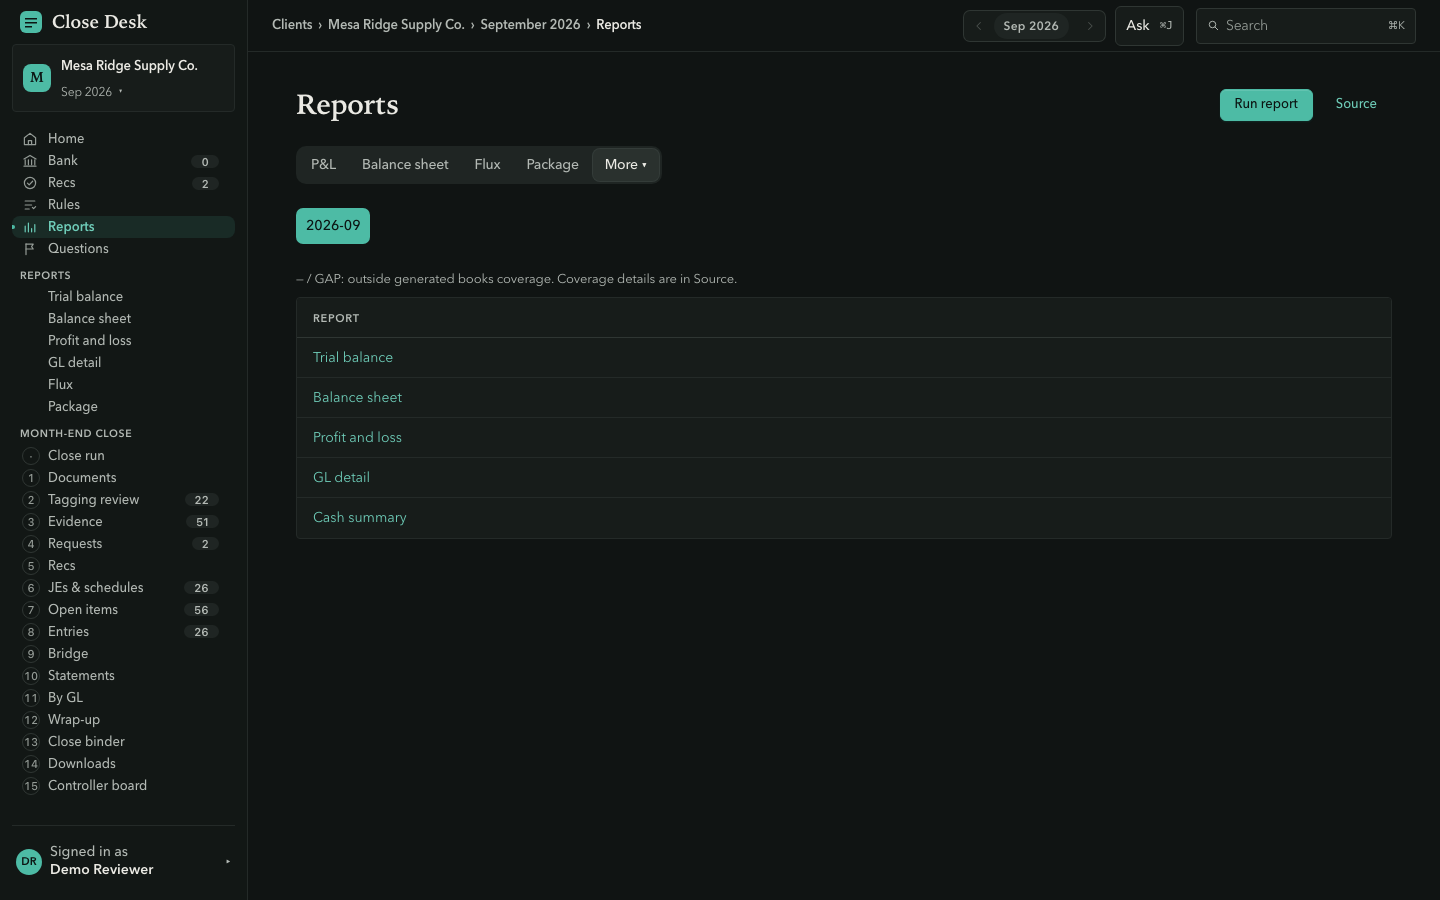 Close Desk
M
Mesa Ridge Supply Co.
Sep 2026
Home
Bank 0
Recs 2
Rules
Reports
Questions
REPORTS
Trial balance
Balance sheet
Profit and loss
GL detail
Flux
Package
MONTH-END CLOSE
· Close run
1 Documents
2 Tagging review 22
3 Evidence 51
4 Requests 2
5 Recs
6 JEs & schedules 26
7 Open items 56
8 Entries 26
9 Bridge
10 Statements
11 By GL
12 Wrap-up
13 Close binder
14 Downloads
15 Controller board
DR
Signed in as
Demo Reviewer
Clients › Mesa Ridge Supply Co. › September 2026 › Reports
‹ Sep 2026 ›
Ask ⌘J
Search ⌘K
Reports
Run report
Source
P&L Balance sheet Flux Package More ▾
2026-09
— / GAP: outside generated books coverage. Coverage details are in Source.
REPORT
Trial balance
Balance sheet
Profit and loss
GL detail
Cash summary